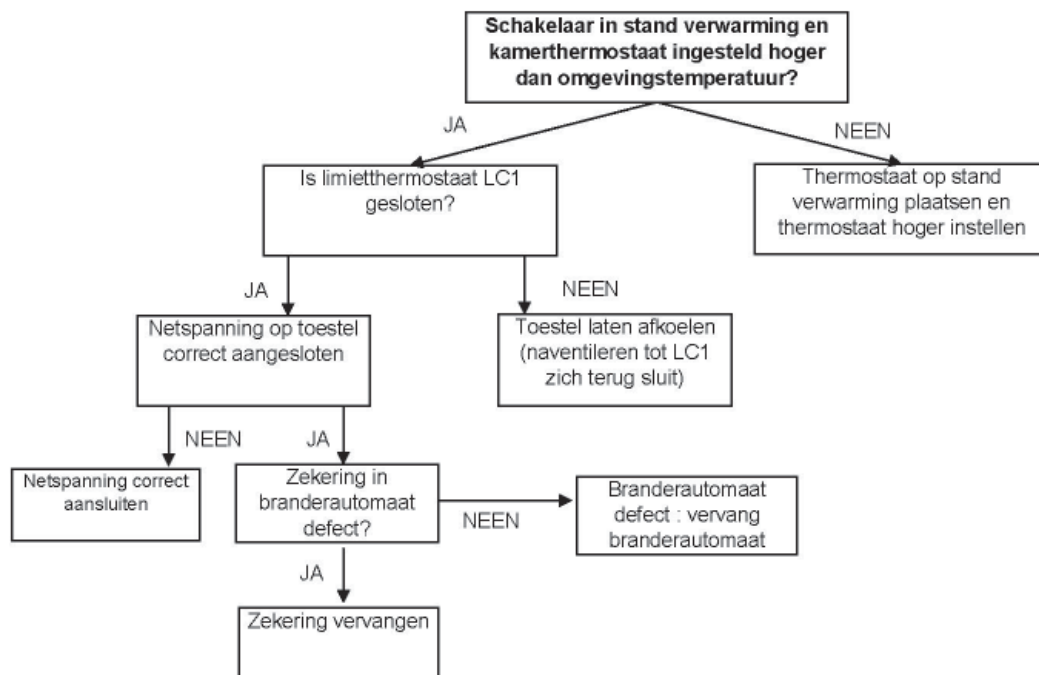 Schakelaar in stand verwarming en
kamerthermostaat ingesteld hoger
dan omgevingstemperatuur?
JA
NEEN
Is limietthermostaat LC1
gesloten?
Thermostaat op stand
verwarming plaatsen en
thermostaat hoger instellen
JA
NEEN
Netspanning op toestel
correct aangesloten
Toestel laten afkoelen
(naventileren tot LC1
zich terug sluit)
NEEN
JA
Netspanning correct
aansluiten
Zekering in
branderautomaat
defect?
NEEN
Branderautomaat
defect : vervang
branderautomaat
JA
Zekering vervangen